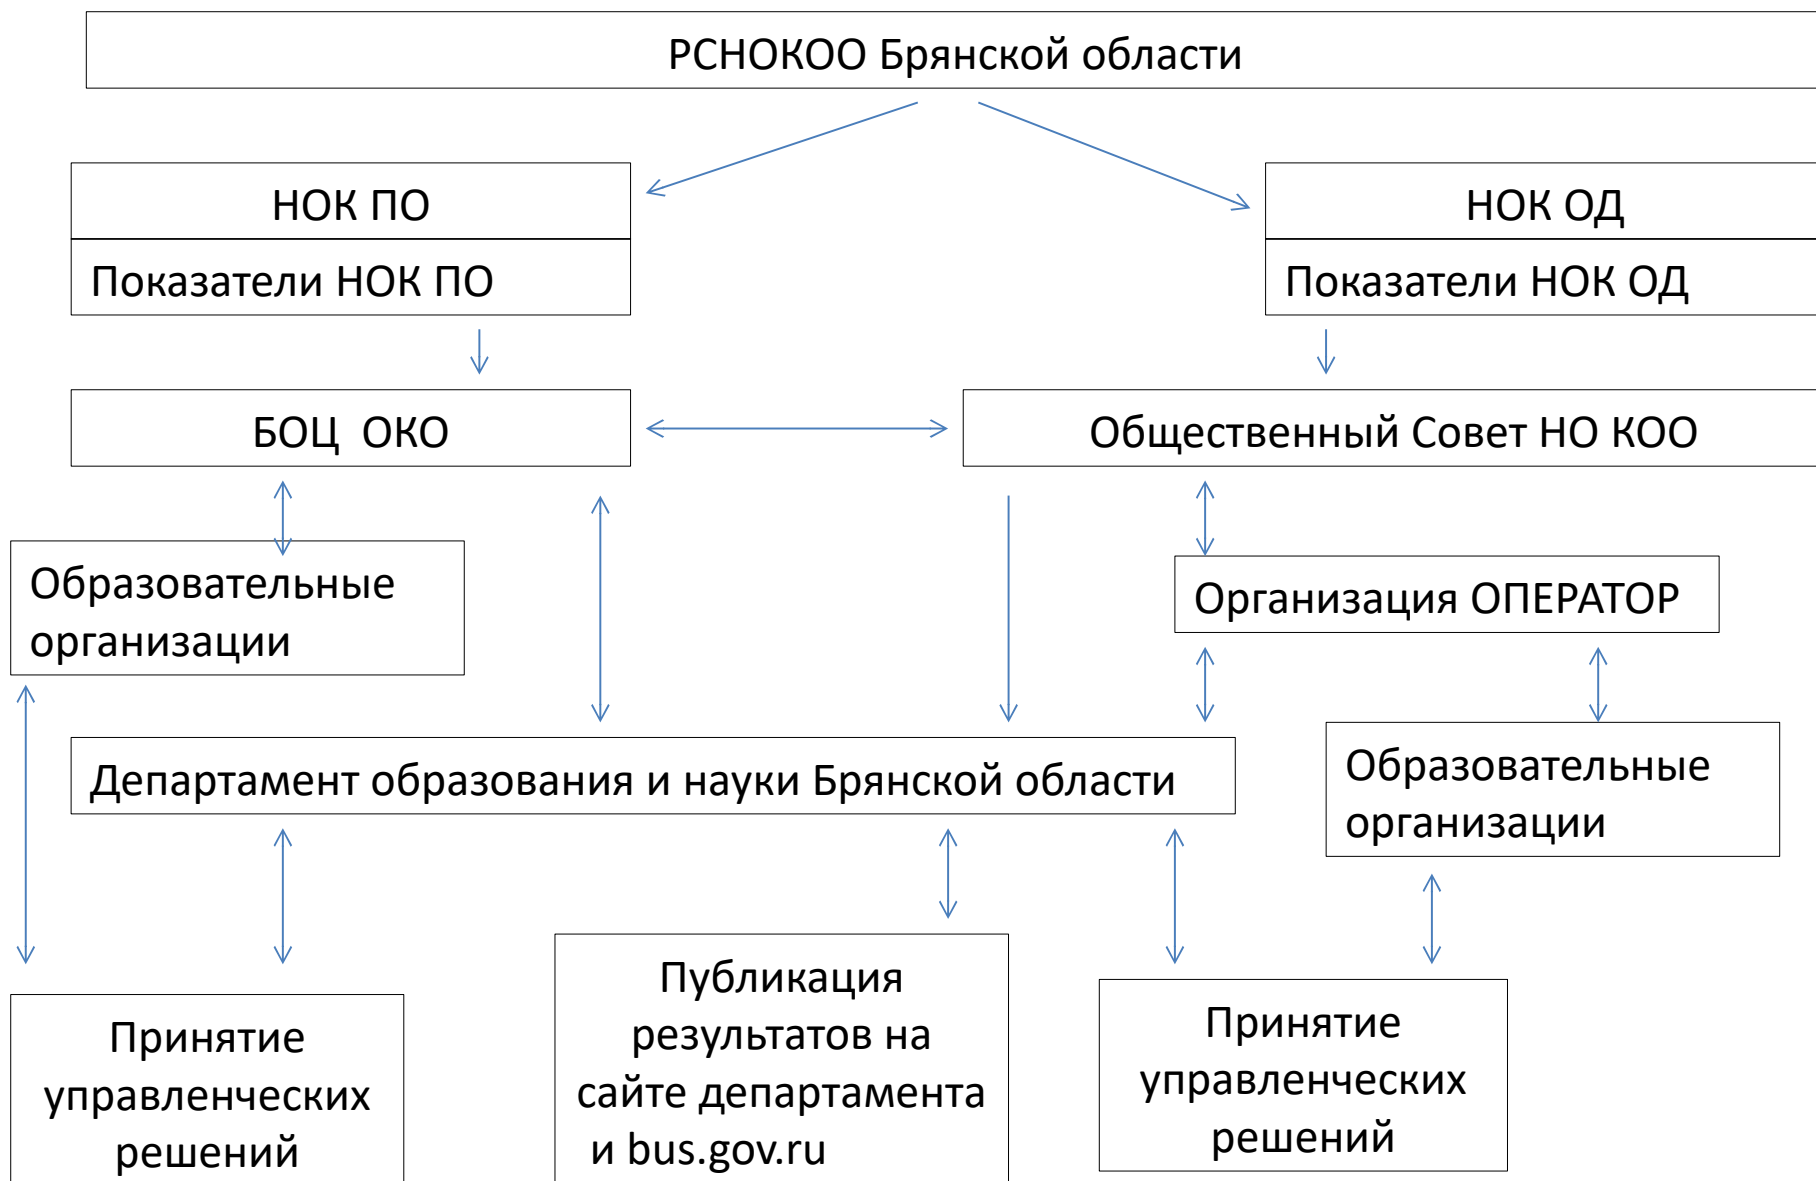 РСНОКОО Брянской области
НОК ПО
Показатели НОК ПО
НОК ОД
Показатели НОК ОД
БОЦ ОКО
Общественный Совет НО КОО
Образовательные
организации
Организация ОПЕРАТОР
Департамент образования и науки Брянской области
Образовательные
организации
Принятие
управленческих
решений
Публикация
результатов на
сайте департамента
и bus.gov.ru
Принятие
управленческих
решений